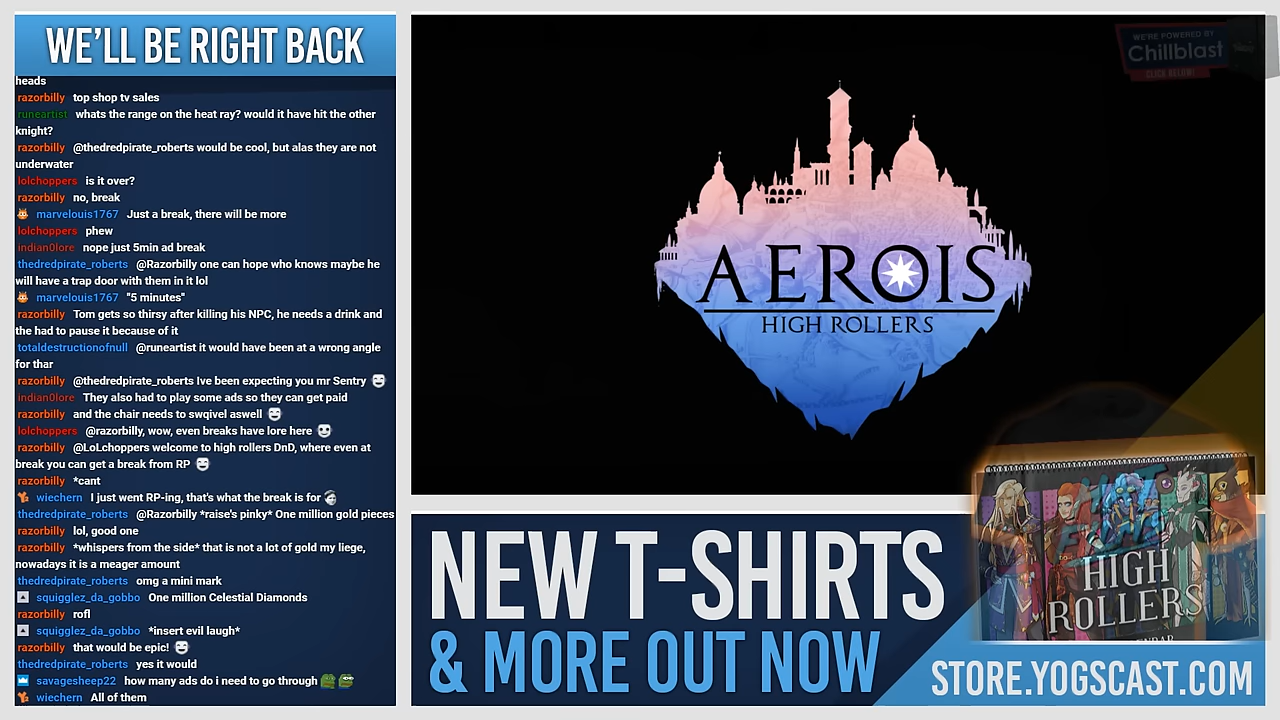 WE'LL BE RIGHT BACK
heads
razorbilly top shop tv sales
runeartist whats the range on the heat ray? would it have hit the other
knight?
razorbilly @thedredpirate_roberts would be cool, but alas they are not
underwater
lolchoppers is it over?
razorbilly no, break
marvelouis1767 Just a break, there will be more
lolchoppers phew
indian0lore nope just 5min ad break
thedredpirate_roberts @Razorbilly one can hope who knows maybe he
will have a trap door with them in it lol
marvelouis1767 "5 minutes"
razorbilly Tom gets so thirsy after killing his NPC, he needs a drink and
the had to pause it because of it
totaldestructionofnull @runeartist it would have been at a wrong angle
for thar
razorbilly @thedredpirate_roberts Ive been expecting you mr Sentry
indian0lore They also had to play some ads so they can get paid
razorbilly and the chair needs to swqivel aswell
lolchoppers @razorbilly, wow, even breaks have lore here
razorbilly @LoLchoppers welcome to high rollers DnD, where even at
break you can get a break from RP
razorbilly *cant
wiechern I just went RP-ing, that's what the break is for
thedredpirate_roberts @Razorbilly *raise's pinky* One million gold pieces
razorbilly lol, good one
razorbilly *whispers from the side* that is not a lot of gold my liege,
nowadays it is a meager amount
thedredpirate_roberts omg a mini mark
squigglez_da_gobbo One million Celestial Diamonds
razorbilly rofl
squigglez_da_gobbo *insert evil laugh*
razorbilly that would be epic!
thedredpirate_roberts yes it would
savagesheep22 how many ads do i need to go through
wiechern All of them
WE'RE POWERED BY
Chillblast
CLICK BELOW!
AEROIS
HIGH ROLLERS
NEW T-SHIRTS
& MORE OUT NOW
HIGH
ROLLERS
STORE.YOGSCAST.COM